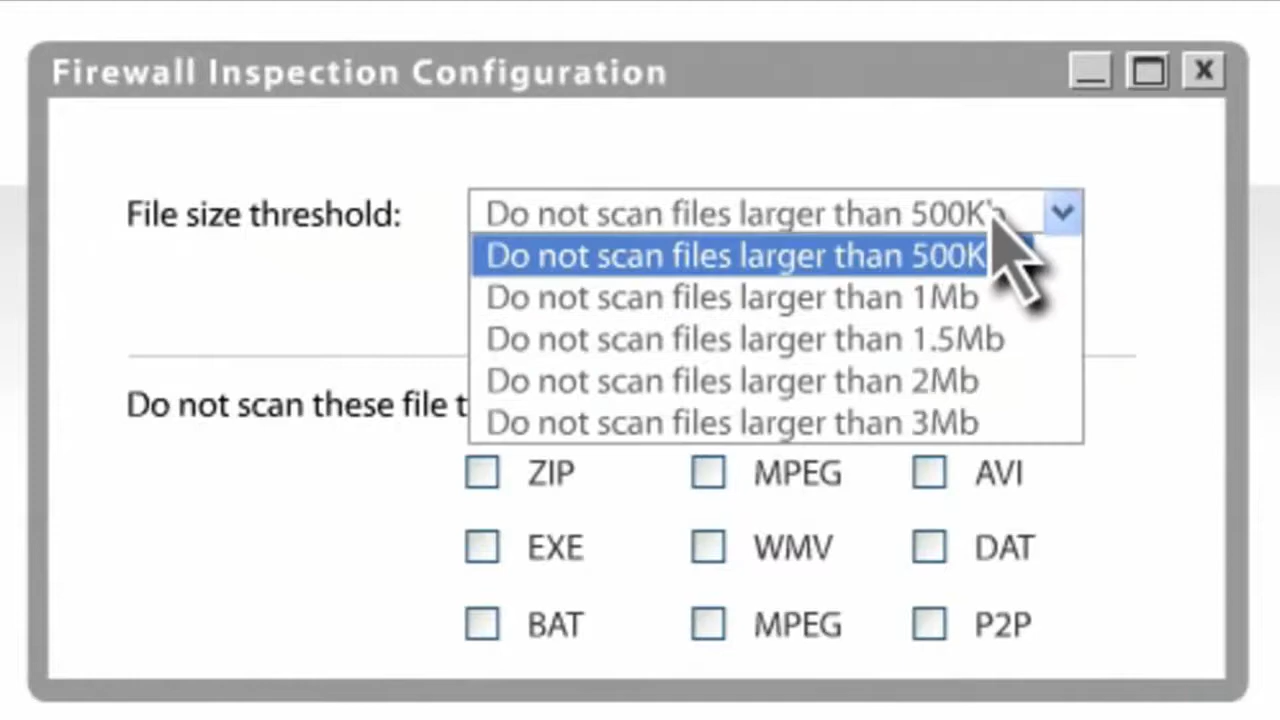 Firewall Inspection Configuration
File size threshold:
Do not scan files larger than 500K
Do not scan files larger than 500K
Do not scan files larger than 1Mb
Do not scan files larger than 1.5Mb
Do not scan files larger than 2Mb
Do not scan files larger than 3Mb
Do not scan these file t
ZIP MPEG AVI
EXE WMV DAT
BAT MPEG P2P